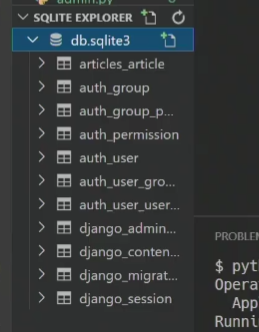 admin.py
SQLITE EXPLORER
db.sqlite3
articles_article
auth_group
auth_group_p...
auth_permission
auth_user
auth_user_gro...
auth_user_user...
django_admin...
django_conten...
django_migrat...
django_session
PROBLEM
$ pyt
Opera
App
Runni